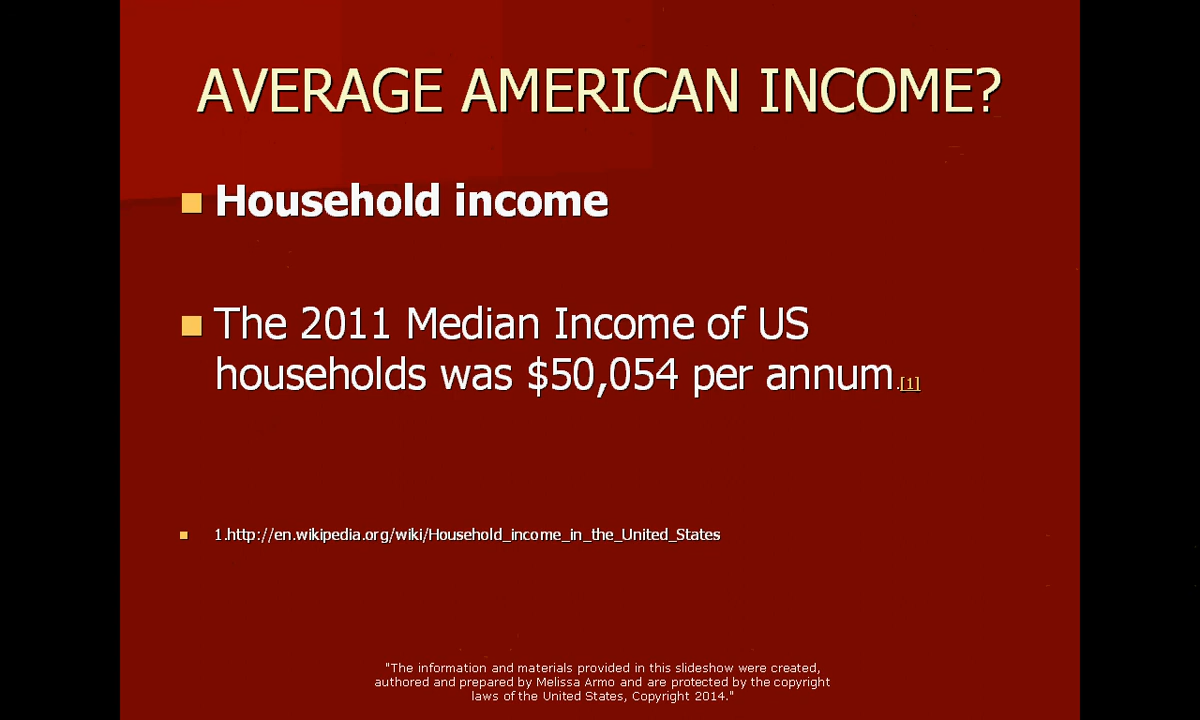 AVERAGE AMERICAN INCOME?
Household income
The 2011 Median Income of US
households was $50,054 per annum.[1]
1.http://en.wikipedia.org/wiki/Household_income_in_the_United_States
"The information and materials provided in this slideshow were created,
authored and prepared by Melissa Armo and are protected by the copyright
laws of the United States, Copyright 2014."